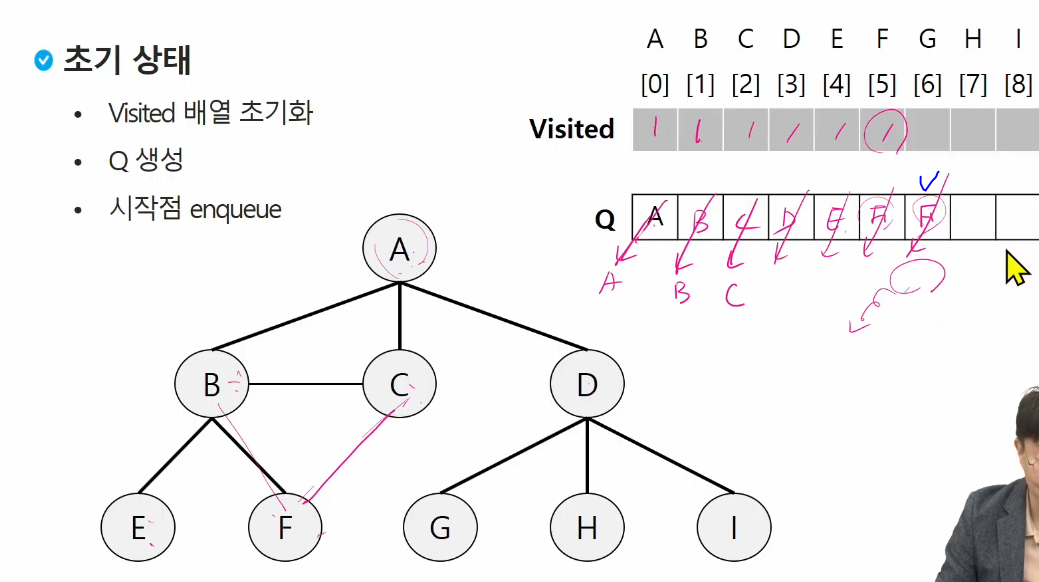 초기 상태
• Visited 배열 초기화
• Q 생성
• 시작점 enqueue
A B C D E F G H I
[0] [1] [2] [3] [4] [5] [6] [7] [8]
Visited 1 1 1 1 1 1
Q A B C D E F F
A B C
A
B C D
E F G H I